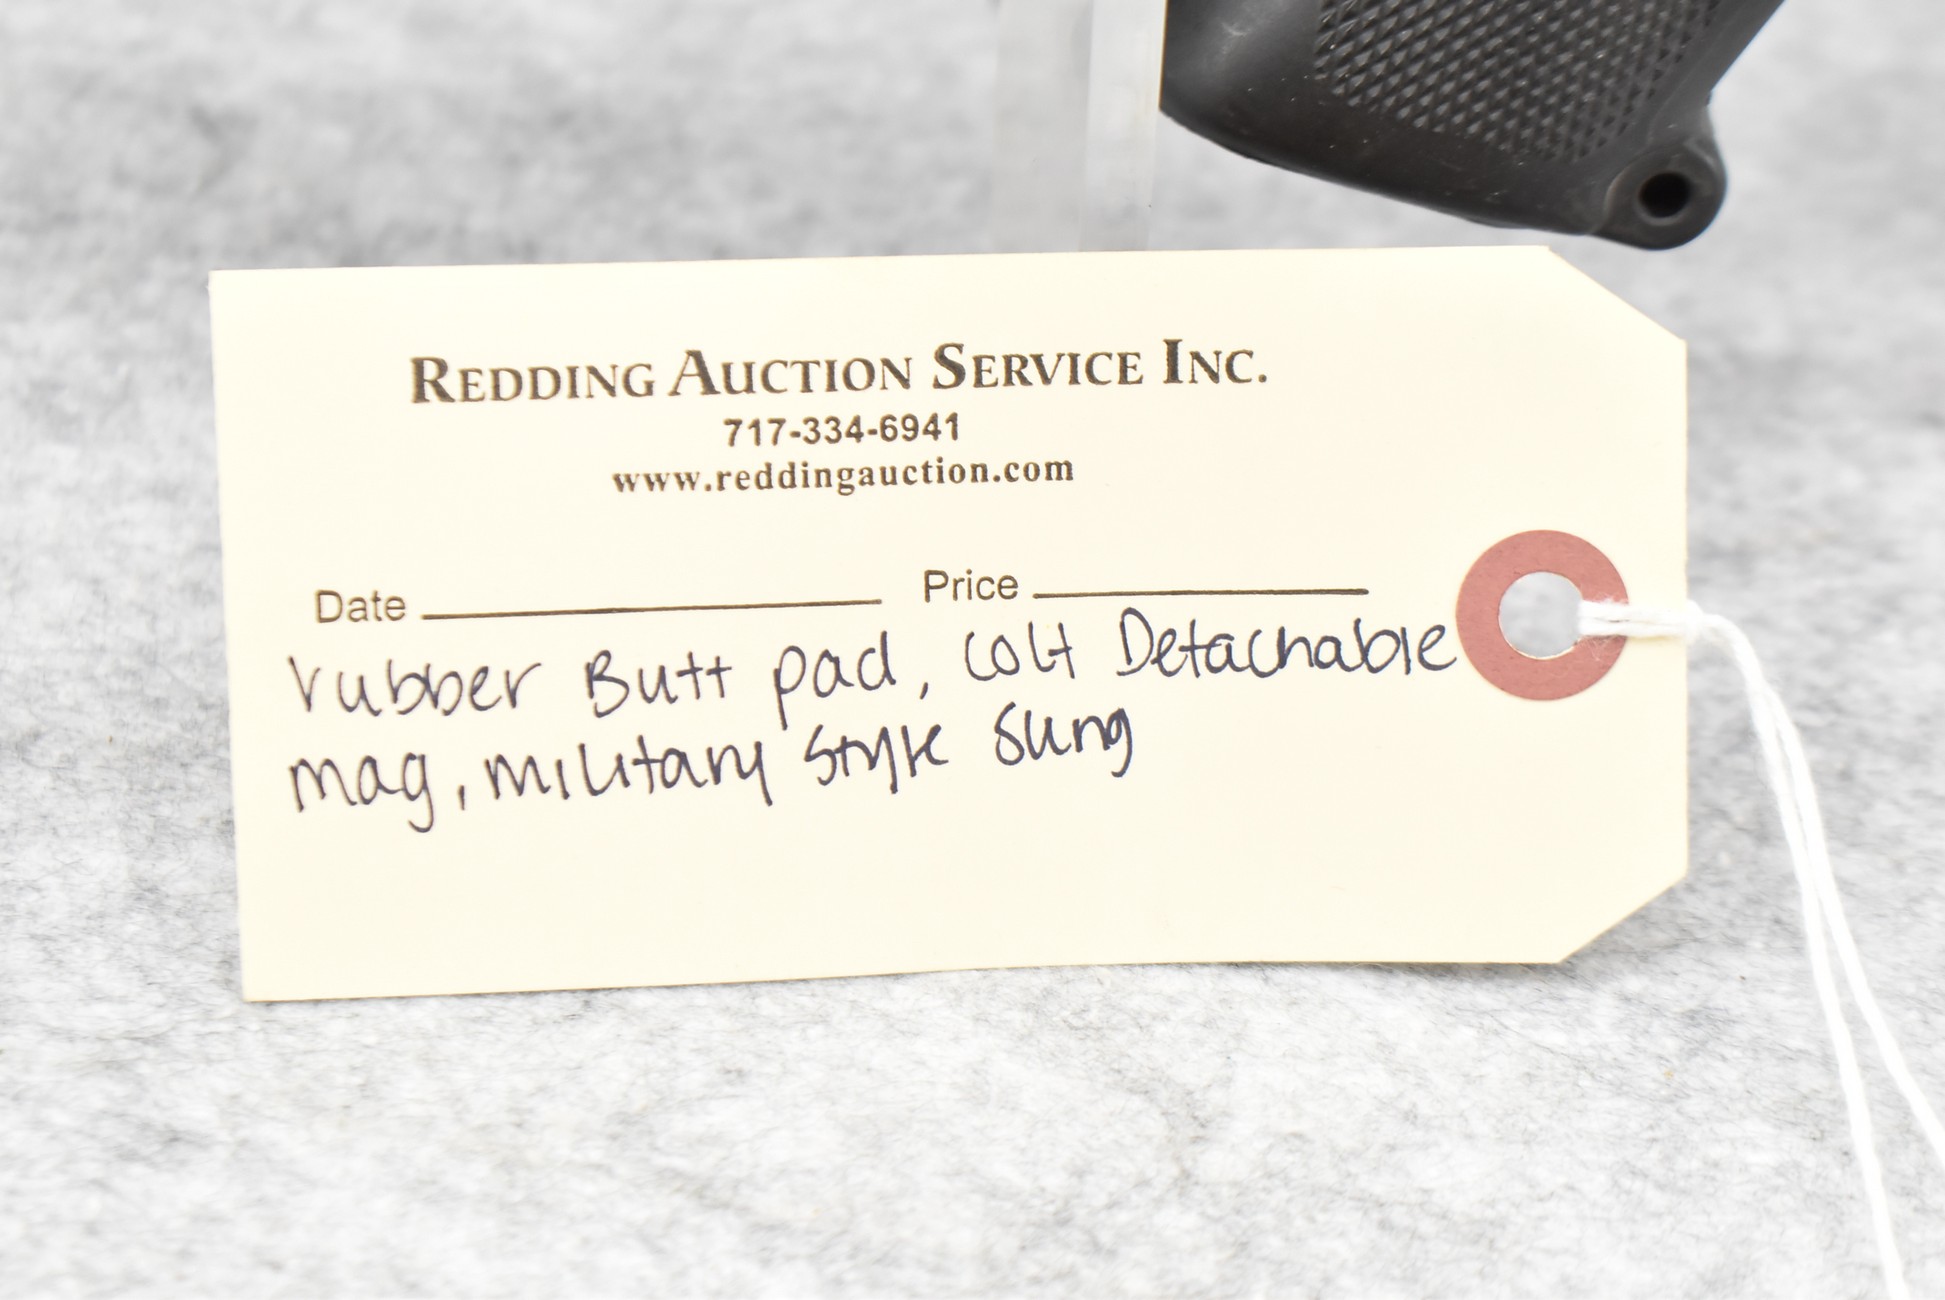 REDDING AUCTION SERVICE INC.
717-334-6941
www.reddingauction.com
Date Price
rubber Butt pad, Colt Detachable
mag, military style sling